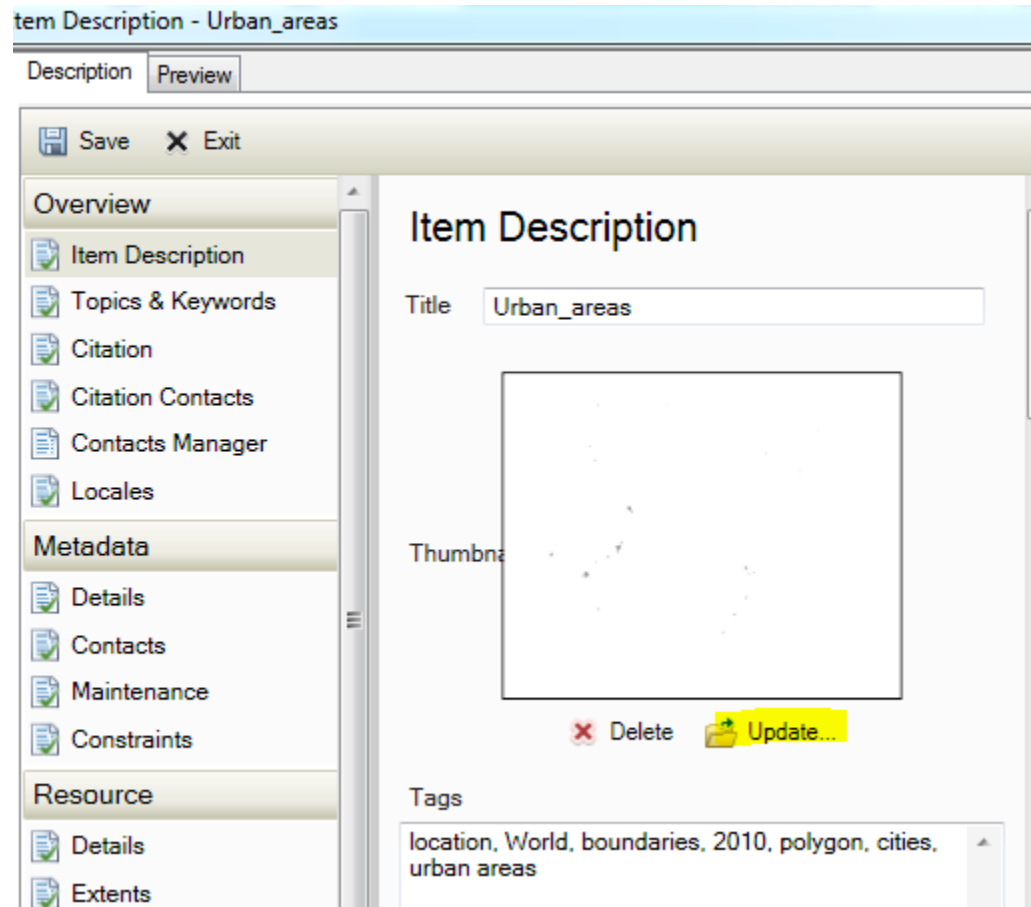 tem Description - Urban_areas
Description Preview
Save Exit
Overview
Item Description
Topics & Keywords
Citation
Citation Contacts
Contacts Manager
Locales
Metadata
Details
Contacts
Maintenance
Constraints
Resource
Details
Extents
Item Description
Title Urban_areas
Thumbna
Delete Update...
Tags
location, World, boundaries, 2010, polygon, cities,
urban areas